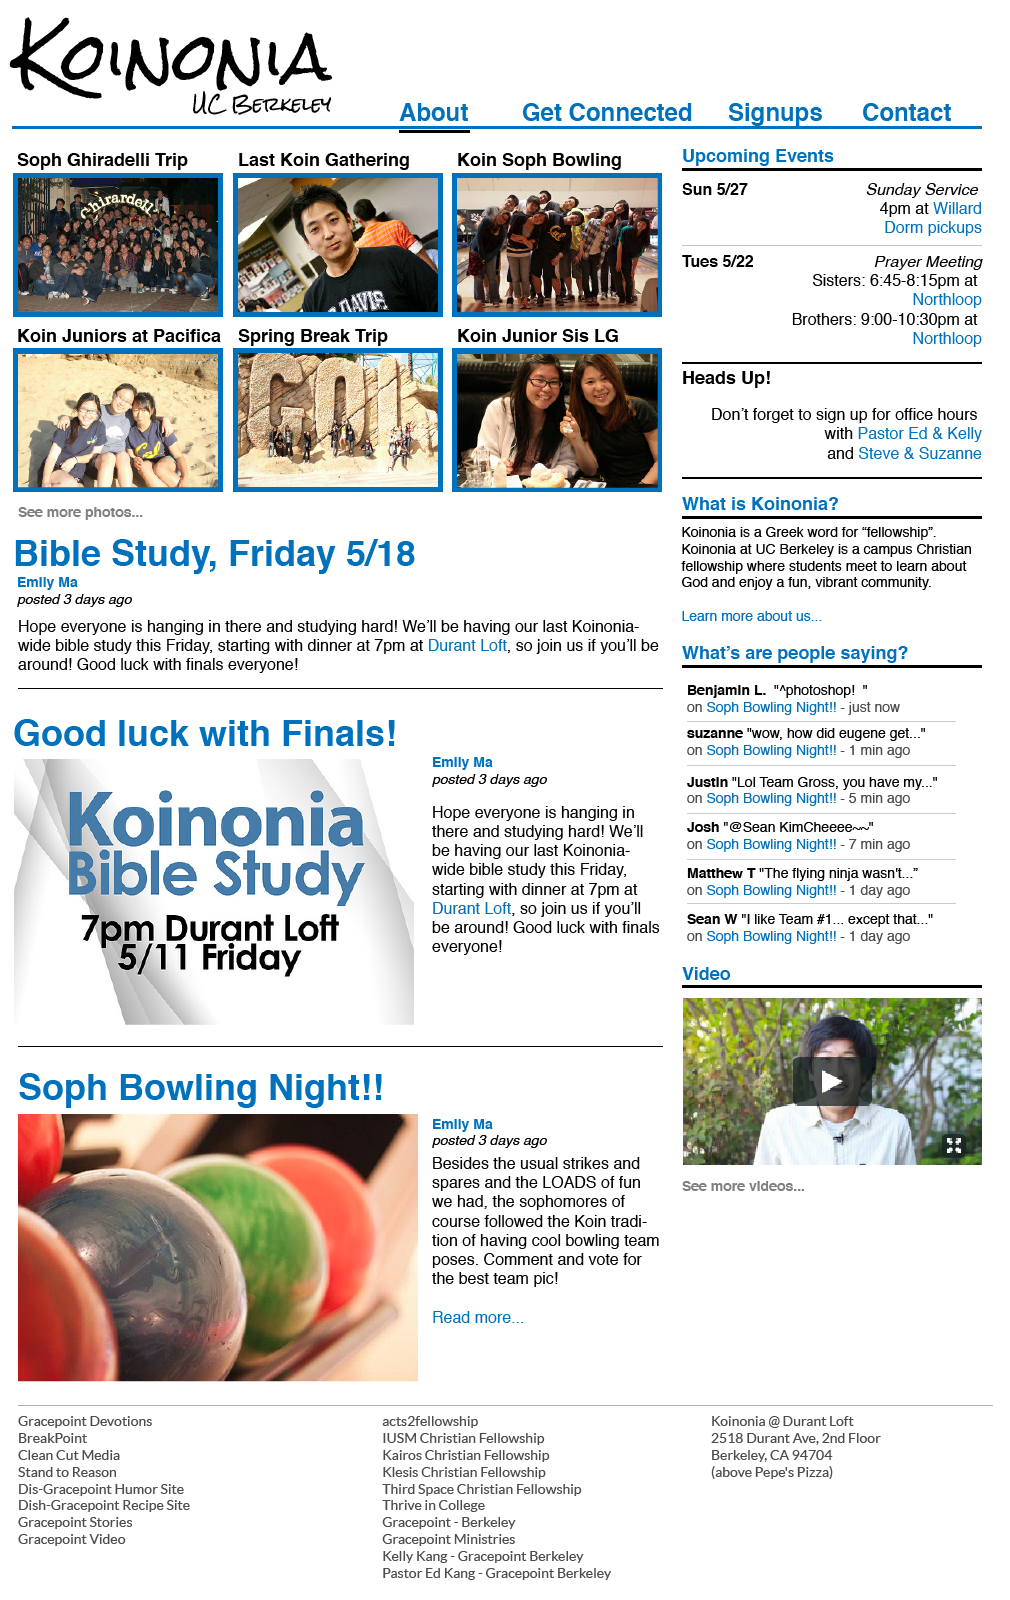 Koinonia
UC Berkeley
About
Get Connected
Signups
Contact
Soph Ghiradelli Trip
Last Koin Gathering
Koin Soph Bowling
Ghirardelli
DAVIS
Koin Juniors at Pacifica
Spring Break Trip
Koin Junior Sis LG
Cal
GOL
See more photos...
Bible Study, Friday 5/18
Emily Ma
posted 3 days ago
Hope everyone is hanging in there and studying hard! We’ll be having our last Koinonia-
wide bible study this Friday, starting with dinner at 7pm at Durant Loft, so join us if you’ll be
around! Good luck with finals everyone!
Good luck with Finals!
Koinonia
Bible Study
7pm Durant Loft
5/11 Friday
Emily Ma
posted 3 days ago
Hope everyone is hanging in
there and studying hard! We’ll
be having our last Koinonia-
wide bible study this Friday,
starting with dinner at 7pm at
Durant Loft, so join us if you’ll
be around! Good luck with finals
everyone!
Soph Bowling Night!!
Emily Ma
posted 3 days ago
Besides the usual strikes and
spares and the LOADS of fun
we had, the sophomores of
course followed the Koin tradi-
tion of having cool bowling team
poses. Comment and vote for
the best team pic!
Read more...
Upcoming Events
Sun 5/27 Sunday Service
4pm at Willard
Dorm pickups
Tues 5/22 Prayer Meeting
Sisters: 6:45-8:15pm at
Northloop
Brothers: 9:00-10:30pm at
Northloop
Heads Up!
Don’t forget to sign up for office hours
with Pastor Ed & Kelly
and Steve & Suzanne
What is Koinonia?
Koinonia is a Greek word for “fellowship”.
Koinonia at UC Berkeley is a campus Christian
fellowship where students meet to learn about
God and enjoy a fun, vibrant community.
Learn more about us...
What’s are people saying?
Benjamin L. "^photoshop! "
on Soph Bowling Night!! - just now
suzanne "wow, how did eugene get..."
on Soph Bowling Night!! - 1 min ago
Justin "Lol Team Gross, you have my..."
on Soph Bowling Night!! - 5 min ago
Josh "@Sean KimCheeee~~"
on Soph Bowling Night!! - 7 min ago
Matthew T "The flying ninja wasn't...”
on Soph Bowling Night!! - 1 day ago
Sean W "I like Team #1... except that..."
on Soph Bowling Night!! - 1 day ago
Video
See more videos...
Gracepoint Devotions
BreakPoint
Clean Cut Media
Stand to Reason
Dis-Gracepoint Humor Site
Dish-Gracepoint Recipe Site
Gracepoint Stories
Gracepoint Video
acts2fellowship
IUSM Christian Fellowship
Kairos Christian Fellowship
Klesis Christian Fellowship
Third Space Christian Fellowship
Thrive in College
Gracepoint - Berkeley
Gracepoint Ministries
Kelly Kang - Gracepoint Berkeley
Pastor Ed Kang - Gracepoint Berkeley
Koinonia @ Durant Loft
2518 Durant Ave, 2nd Floor
Berkeley, CA 94704
(above Pepe's Pizza)